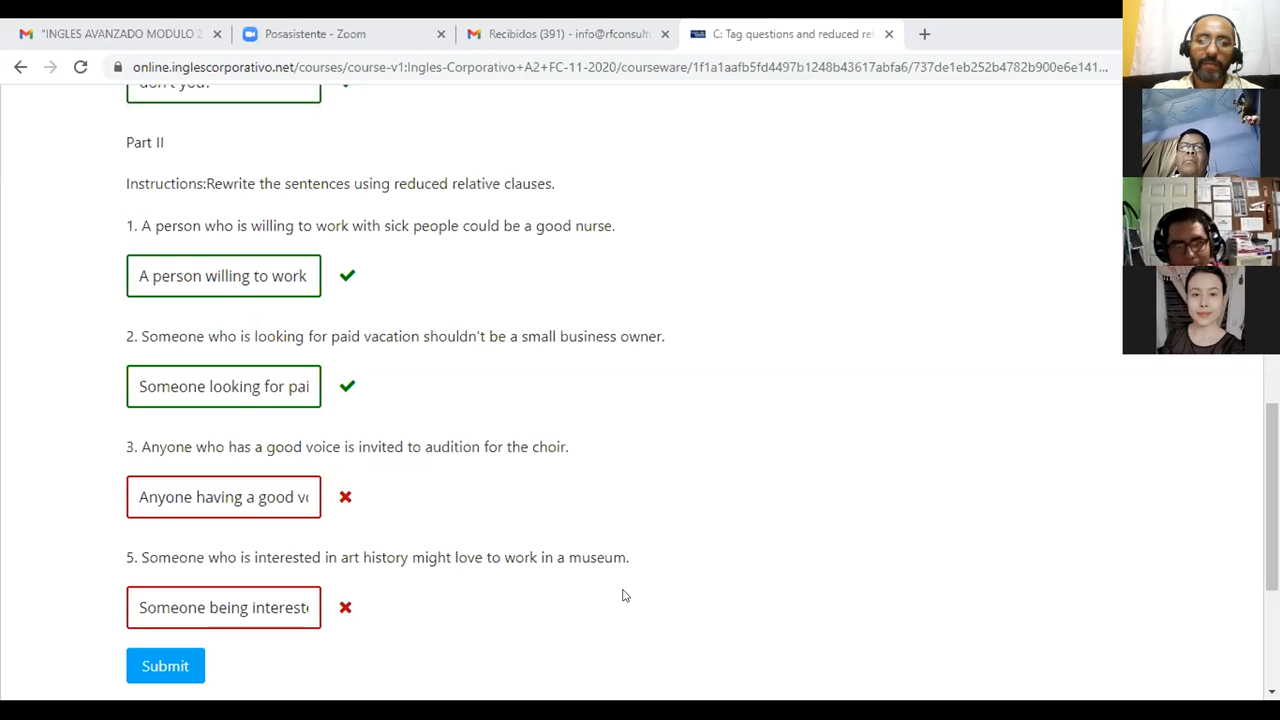 "INGLES AVANZADO MODULO 2
Posasistente - Zoom
Recibidos (391) - info@rfconsult
C: Tag questions and reduced re
online.inglescorporativo.net/courses/course-v1:Ingles-Corporativo+A2+FC-11-2020/courseware/1f1a1aafb5fd4497b1248b43617abfa6/737de1eb252b4782b900e6e141...
don't you?
Part II
Instructions:Rewrite the sentences using reduced relative clauses.
1. A person who is willing to work with sick people could be a good nurse.
A person willing to work
2. Someone who is looking for paid vacation shouldn't be a small business owner.
Someone looking for pai
3. Anyone who has a good voice is invited to audition for the choir.
Anyone having a good vo
5. Someone who is interested in art history might love to work in a museum.
Someone being intereste
Submit